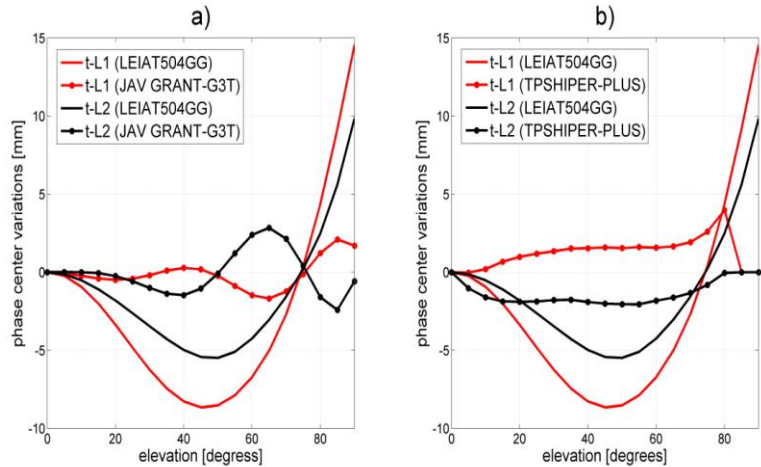 a)
15
10
5
0
-5
-10
0
20
40
60
80
phase center variations [mm]
elevation [degress]
t-L1 (LEIAT504GG)
t-L1 (JAV GRANT-G3T)
t-L2 (LEIAT504GG)
t-L2 (JAV GRANT-G3T)
b)
15
10
5
0
-5
-10
0
20
40
60
80
phase center variations [mm]
elevation [degress]
t-L1 (LEIAT504GG)
t-L1 (TPSHIPER-PLUS)
t-L2 (LEIAT504GG)
t-L2 (TPSHIPER-PLUS)